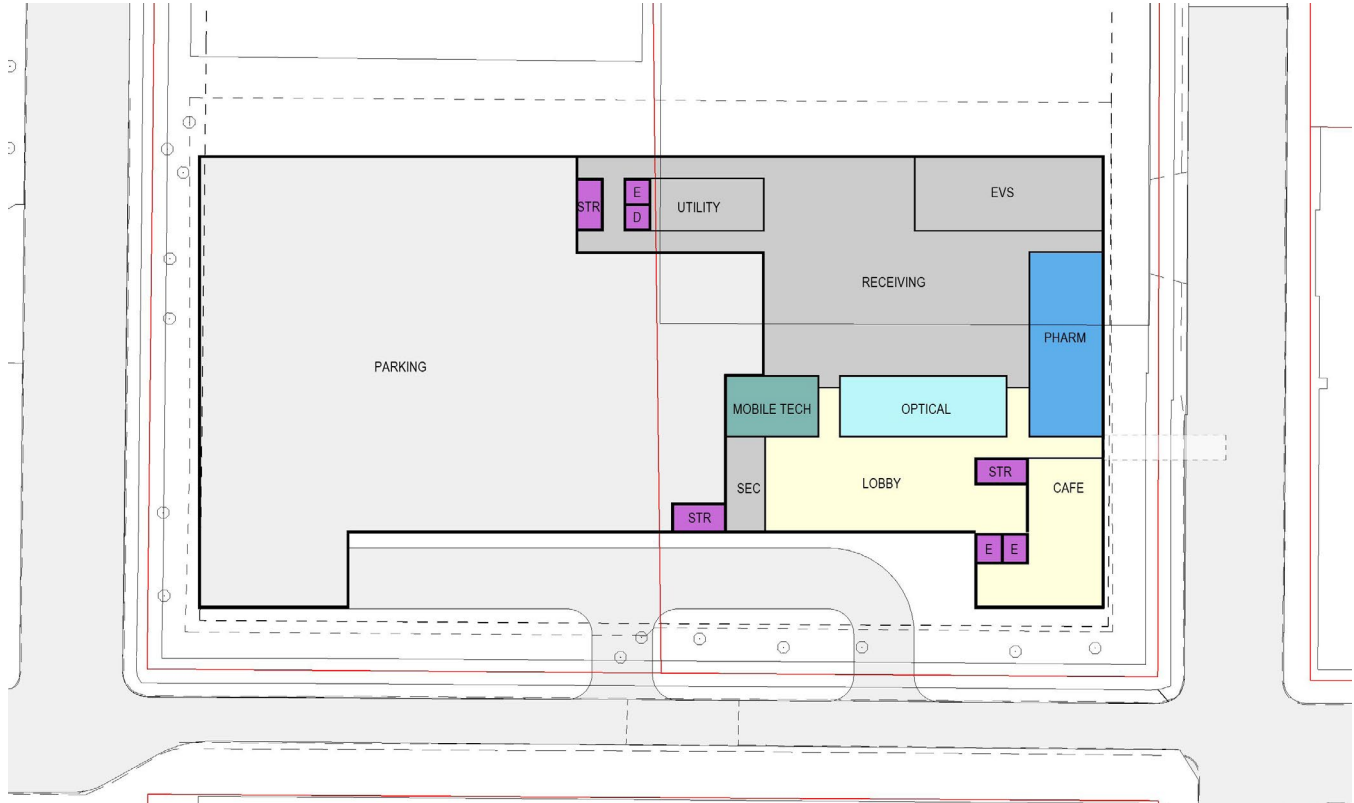 EVS
E
STR
UTILITY
D
RECEIVING
PHARM
PARKING
MOBILE TECH
OPTICAL
STR
LOBBY
SEC
CAFE
STR
E
E